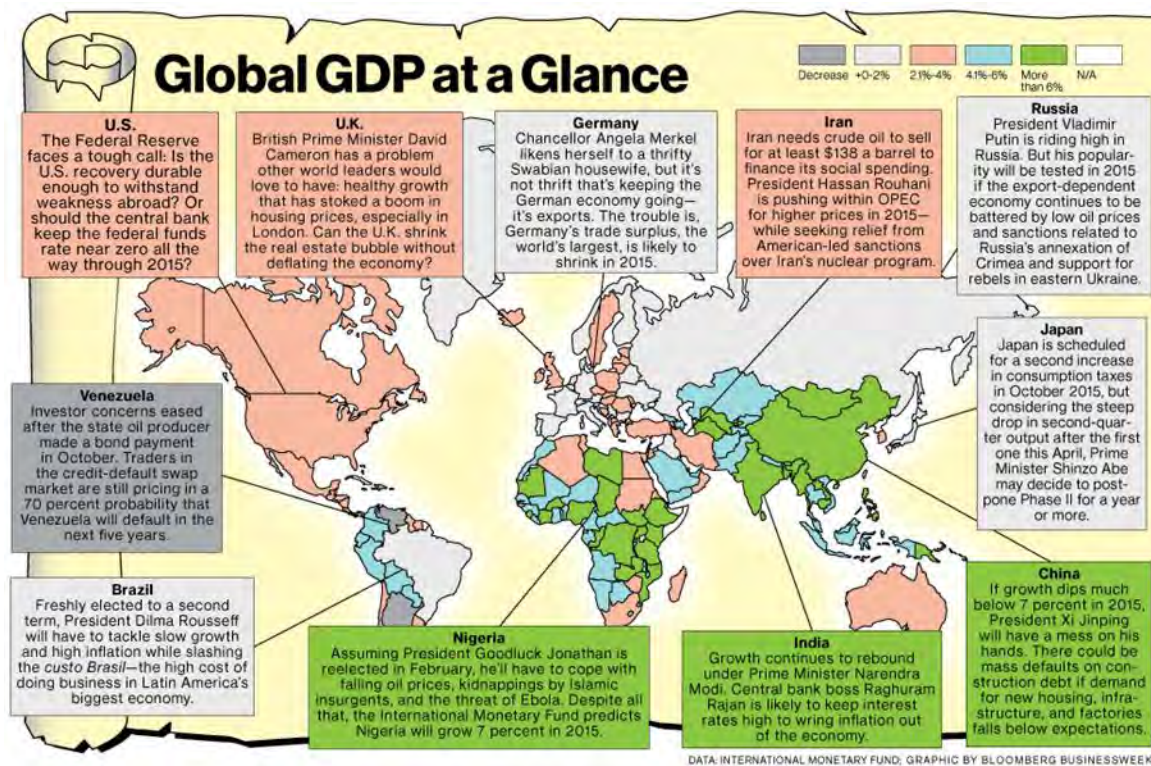 Global GDP at a Glance
Decrease
+0-2%
2.1%-4%
4.1%-6%
More
than 6%
N/A
U.S.
The Federal Reserve
faces a tough call: Is the
U.S. recovery durable
enough to withstand
weakness abroad? Or
should the central bank
keep the federal funds
rate near zero all the
way through 2015?
U.K.
British Prime Minister David
Cameron has a problem
other world leaders would
love to have: healthy growth
that has stoked a boom in
housing prices, especially in
London. Can the U.K. shrink
the real estate bubble without
deflating the economy?
Germany
Chancellor Angela Merkel
likens herself to a thrifty
Swabian housewife, but it's
not thrift that's keeping the
German economy going—
it's exports. The trouble is,
Germany's trade surplus, the
world's largest, is likely to
shrink in 2015.
Iran
Iran needs crude oil to sell
for at least $138 a barrel to
finance its social spending.
President Hassan Rouhani
is pushing within OPEC
for higher prices in 2015—
while seeking relief from
American-led sanctions
over Iran's nuclear program.
Russia
President Vladimir
Putin is riding high in
Russia. But his popular-
ity will be tested in 2015
if the export-dependent
economy continues to be
battered by low oil prices
and sanctions related to
Russia's annexation of
Crimea and support for
rebels in eastern Ukraine.
Japan
Japan is scheduled
for a second increase
in consumption taxes
in October 2015, but
considering the steep
drop in second-quar-
ter output after the first
one this April, Prime
Minister Shinzo Abe
may decide to post-
pone Phase II for a year
or more.
Venezuela
Investor concerns eased
after the state oil producer
made a bond payment
in October. Traders in
the credit-default swap
market are still pricing in a
70 percent probability that
Venezuela will default in the
next five years.
Brazil
Freshly elected to a second
term, President Dilma Rousseff
will have to tackle slow growth
and high inflation while slashing
the custo Brasil—the high cost of
doing business in Latin America's
biggest economy.
Nigeria
Assuming President Goodluck Jonathan is
reelected in February, he'll have to cope with
falling oil prices, kidnappings by Islamic
insurgents, and the threat of Ebola. Despite all
that, the International Monetary Fund predicts
Nigeria will grow 7 percent in 2015.
India
Growth continues to rebound
under Prime Minister Narendra
Modi. Central bank boss Raghuram
Rajan is likely to keep interest
rates high to wring inflation out
of the economy.
China
If growth dips much
below 7 percent in 2015,
President Xi Jinping
will have a mess on his
hands. There could be
mass defaults on con-
struction debt if demand
for new housing, infra-
structure, and factories
falls below expectations.
DATA: INTERNATIONAL MONETARY FUND; GRAPHIC BY BLOOMBERG BUSINESSWEEK